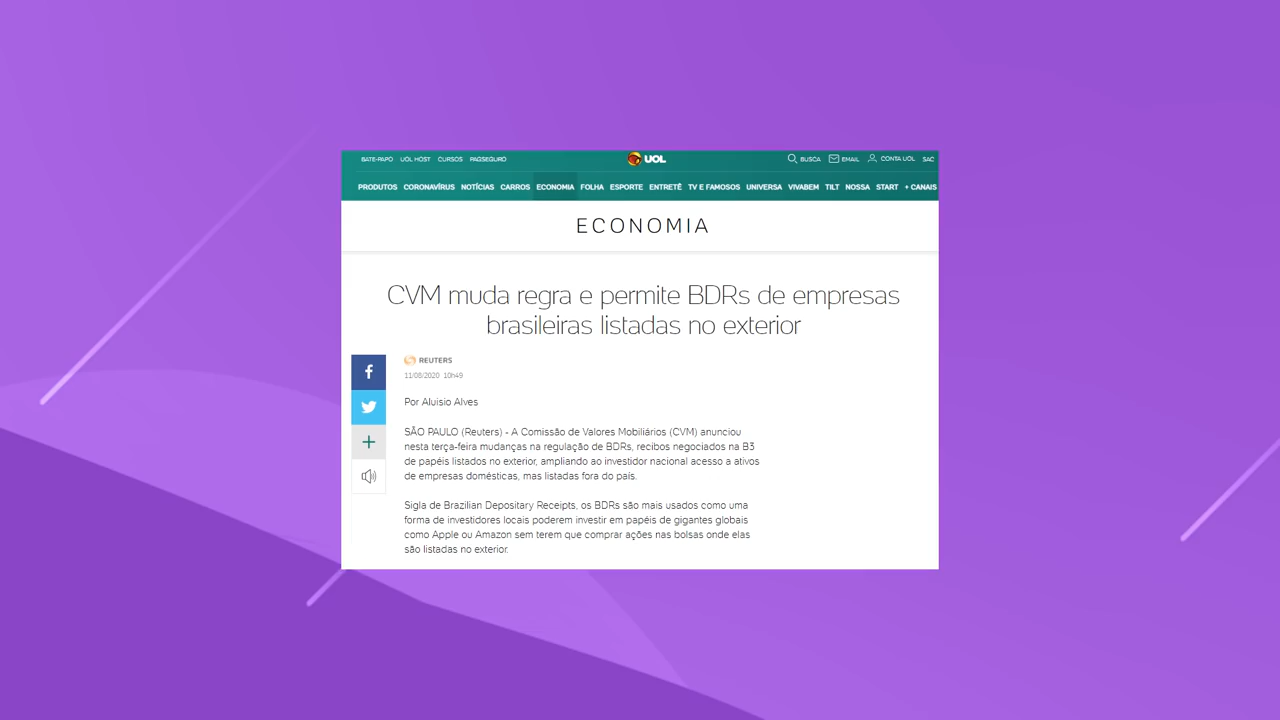 BATE-PAPO UOL HOST CURSOS PAGSEGURO UOL BUSCA EMAIL CONTA UOL SAC
PRODUTOS CORONAVÍRUS NOTÍCIAS CARROS ECONOMIA FOLHA ESPORTE ENTRETÊ TV E FAMOSOS UNIVERSA VIVABEM TILT NOSSA START + CANAIS
ECONOMIA
CVM muda regra e permite BDRs de empresas
brasileiras listadas no exterior
REUTERS
11/08/2020 10h49
Por Aluisio Alves
SÃO PAULO (Reuters) - A Comissão de Valores Mobiliários (CVM) anunciou
nesta terça-feira mudanças na regulação de BDRs, recibos negociados na B3
de papéis listados no exterior, ampliando ao investidor nacional acesso a ativos
de empresas domésticas, mas listadas fora do país.
Sigla de Brazilian Depositary Receipts, os BDRs são mais usados como uma
forma de investidores locais poderem investir em papéis de gigantes globais
como Apple ou Amazon sem terem que comprar ações nas bolsas onde elas
são listadas no exterior.